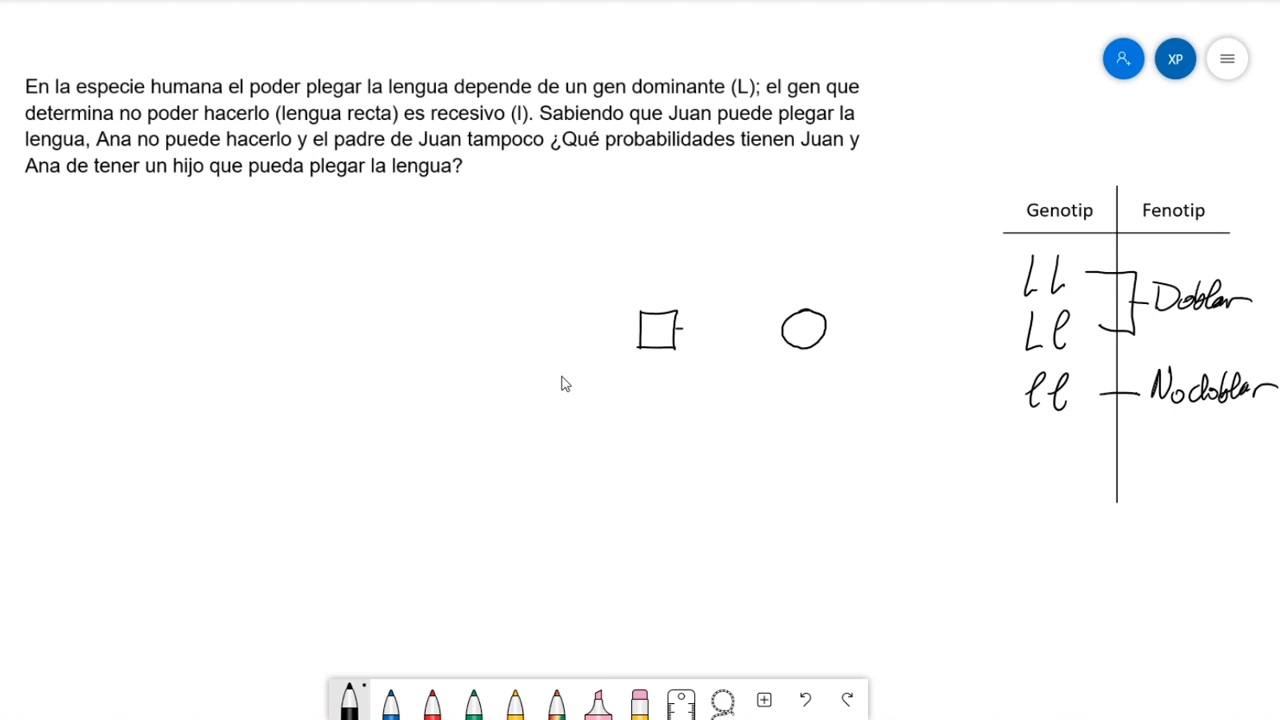 XP
En la especie humana el poder plegar la lengua depende de un gen dominante (L); el gen que
determina no poder hacerlo (lengua recta) es recesivo (l). Sabiendo que Juan puede plegar la
lengua, Ana no puede hacerlo y el padre de Juan tampoco ¿Qué probabilidades tienen Juan y
Ana de tener un hijo que pueda plegar la lengua?
Genotip Fenotip
LL
Doblar
Ll
ll Nodoblar